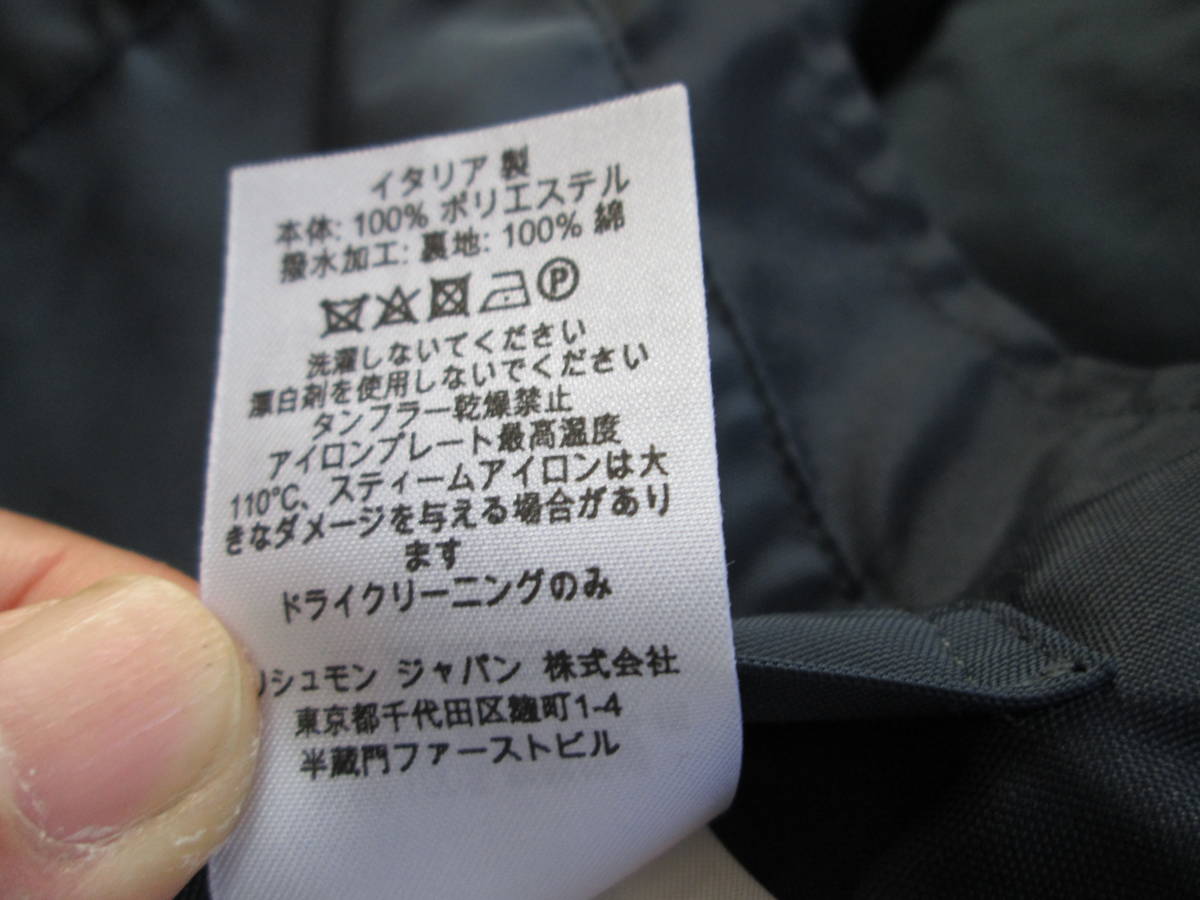 イタリア 製
本体: 100% ポリエステル
撥水加工: 裏地: 100% 綿
P
洗濯しないてください
漂白剤を使用しないでください
タンフラー乾燥禁止
アイロンプレート最高温度
110°C、スティームアイロンは大
きなダメージを与える場合があり
ます
ドライクリーニングのみ
リシュモン ジャパン 株式会社
東京都千代田区麹町1-4
半蔵門ファーストビル